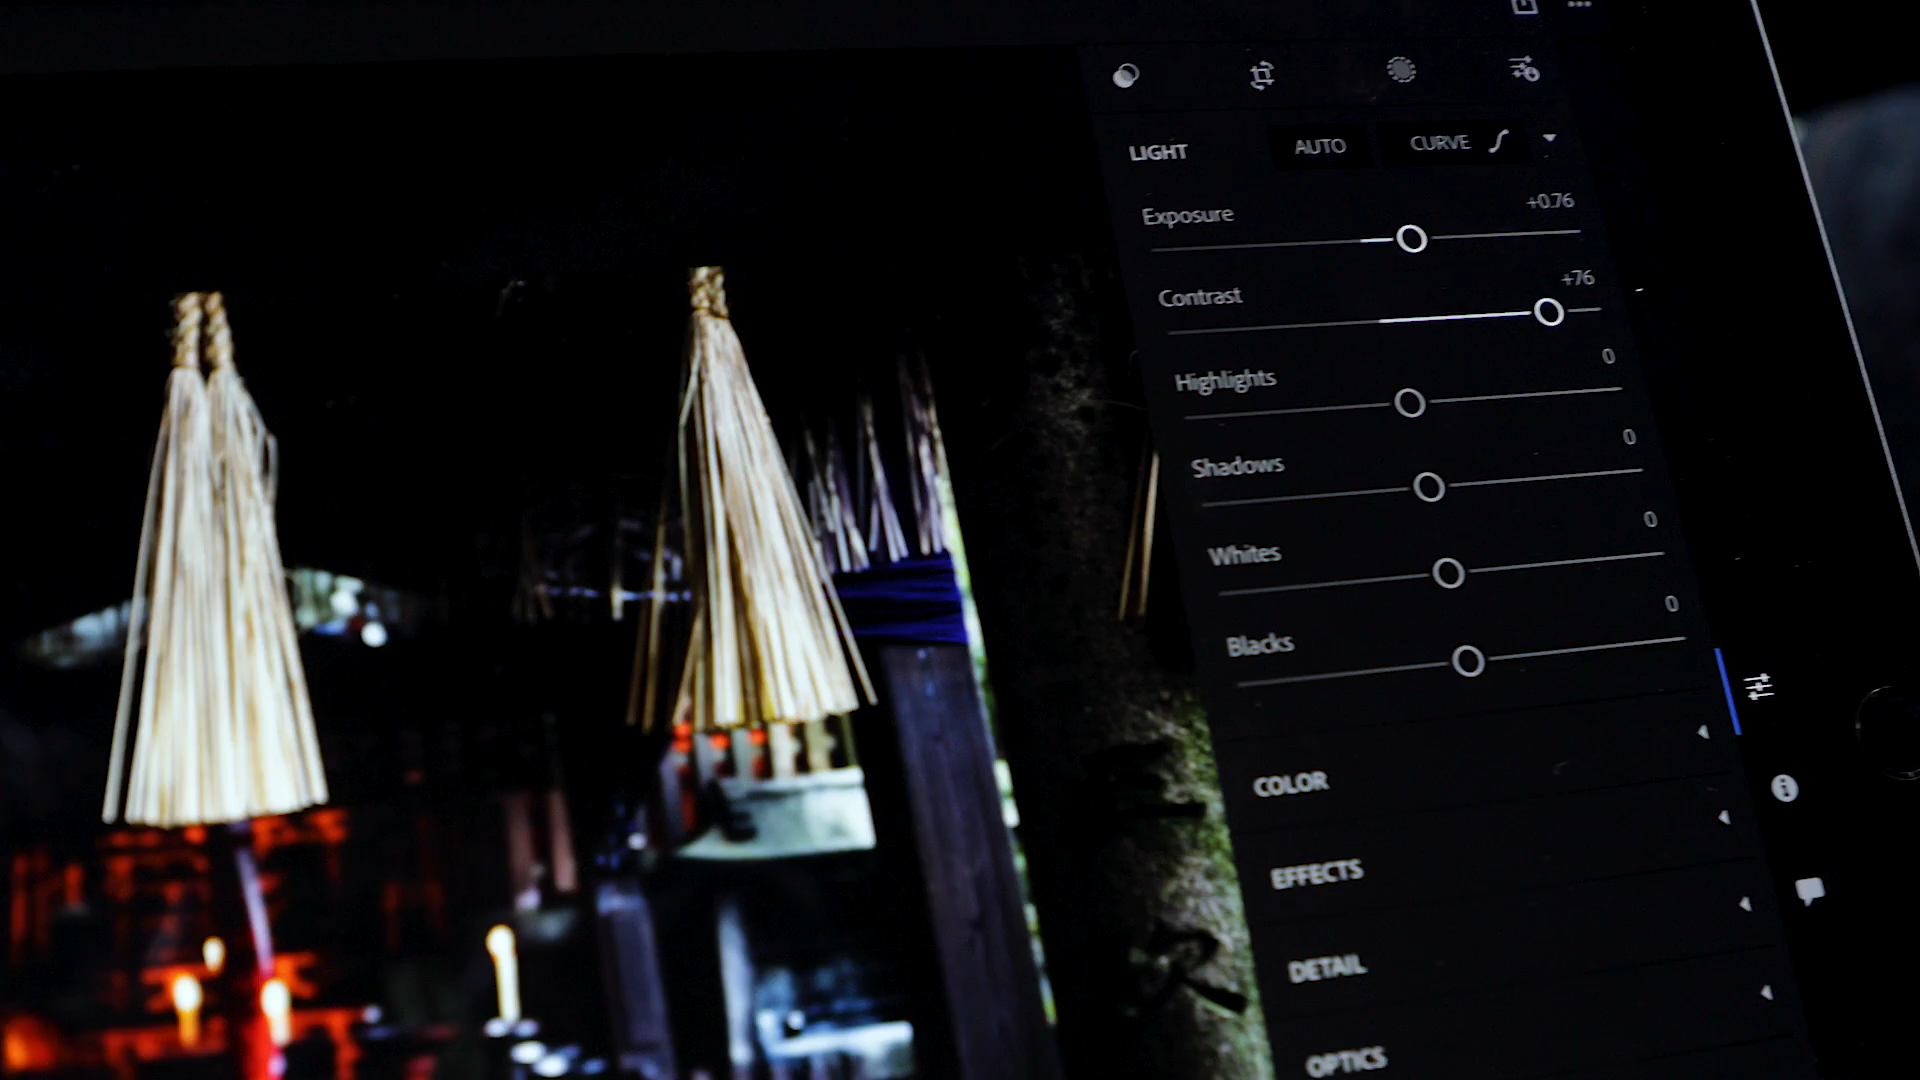 LIGHT AUTO CURVE
Exposure +0.76
Contrast +76
Highlights 0
Shadows 0
Whites 0
Blacks 0
COLOR
EFFECTS
DETAIL
OPTICS